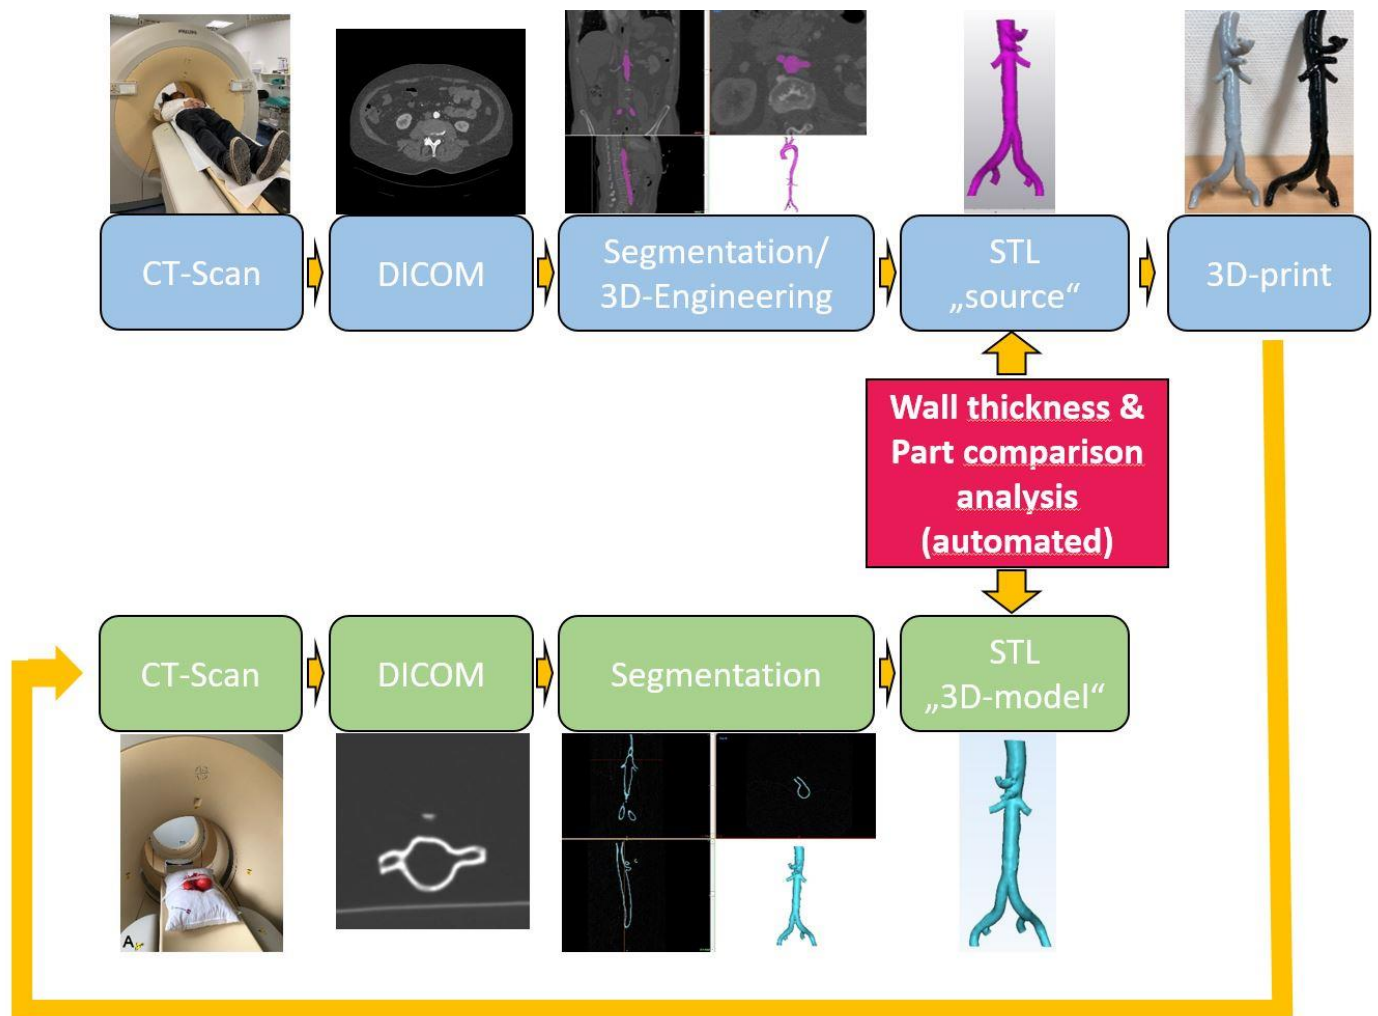 PHILIPS
CT-Scan
DICOM
Segmentation/
3D-Engineering
STL
„source“
3D-print
Wall thickness &
Part comparison
analysis
(automated)
CT-Scan
DICOM
Segmentation
STL
„3D-model“
A